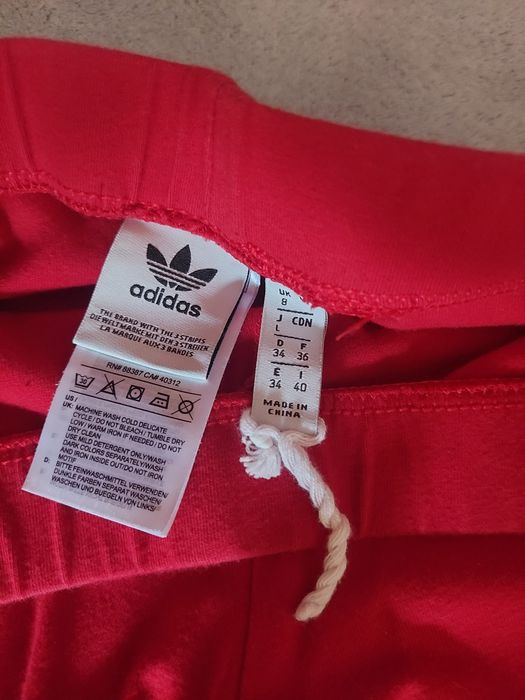 adidas
THE BRAND WITH THE 3 STRIPES
DIE WELTMARKE MIT DEN 3 STREIFEN
LA MARQUE AUX 3 BANDES
RN# 88387 CA# 40312
30
US /
UK: MACHINE WASH COLD DELICATE
CYCLE / DO NOT BLEACH / TUMBLE DRY
LOW / WARM IRON IF NEEDED / DO NOT
DRY CLEAN
USE MILD DETERGENT ONLY/WASH
DARK COLORS SEPARATELY/WASH
AND IRON INSIDE OUT/DO NOT IRON
MOTIF
D: BITTE FEINWASCHMITTEL VERWENDEN/
DUNKLE FARBEN SEPARAT WASCHEN/
WASCHEN UND BUEGELN VON LINKS/
UK
8
J CDN
L
D F
34 36
E I
34 40
MADE IN
CHINA